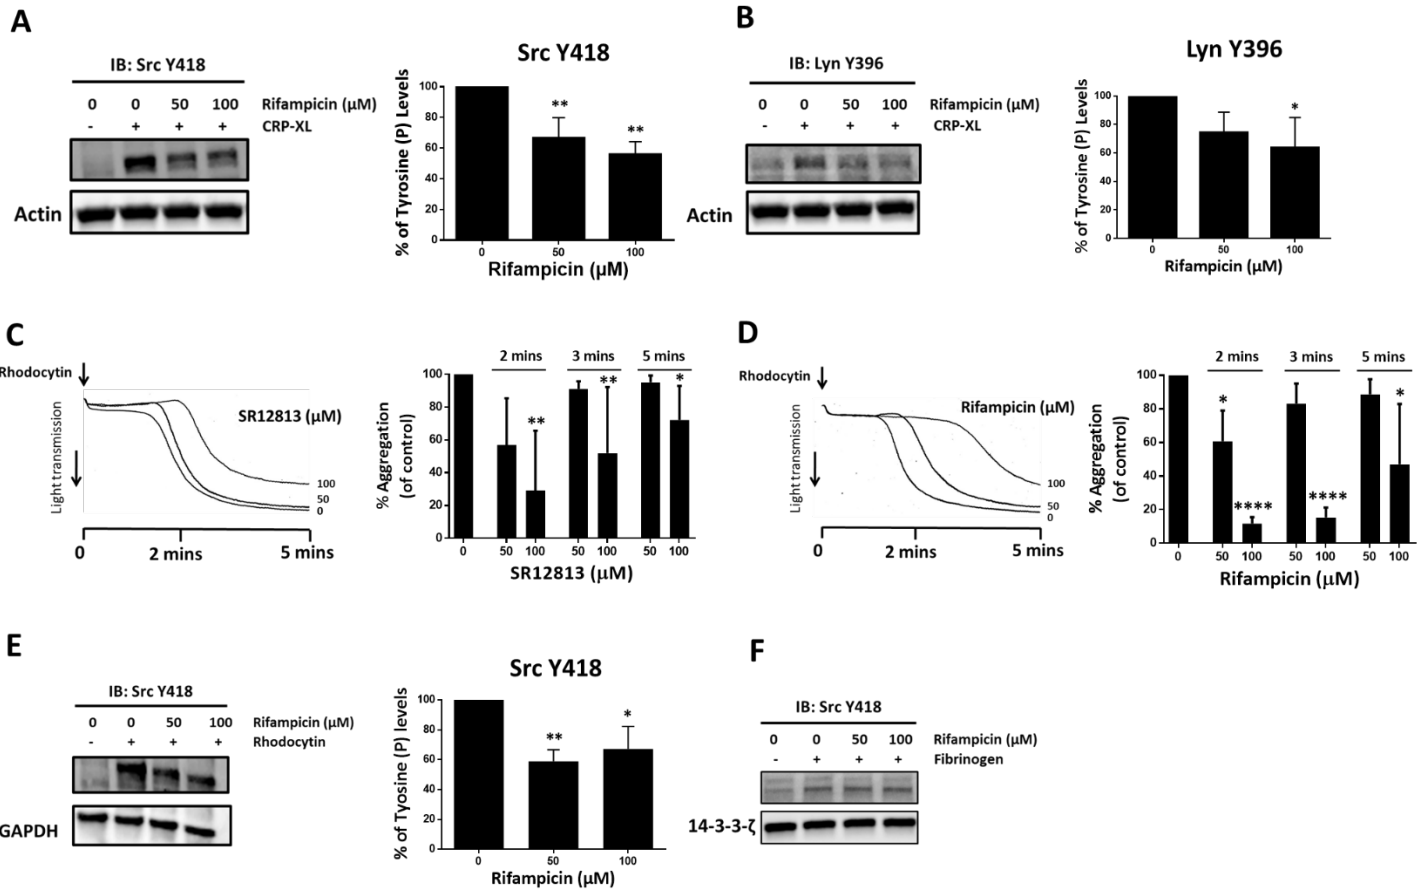 A
IB: Src Y418
0 0 50 100 Rifampicin (µM)
- + + + CRP-XL
Actin
Src Y418
% of Tyrosine (P) Levels
100
80
60
40
20
0
** **
0 50 100
Rifampicin (µM)
B
IB: Lyn Y396
0 0 50 100 Rifampicin (µM)
- + + + CRP-XL
Actin
Lyn Y396
% of Tyrosine (P) Levels
100
80
60
40
20
0
*
0 50 100
Rifampicin (µM)
C
Rhodocytin
Light transmission
SR12813 (µM)
100
50
0
0 2 mins 5 mins
% Aggregation
(of control)
2 mins 3 mins 5 mins
100
80
60
40
20
0
** ** *
0 50 100 50 100 50 100
SR12813 (µM)
D
Rhodocytin
Light transmission
Rifampicin (µM)
100
50
0
0 2 mins 5 mins
% Aggregation
(of control)
2 mins 3 mins 5 mins
100
80
60
40
20
0
* **** **** *
0 50 100 50 100 50 100
Rifampicin (µM)
E
IB: Src Y418
0 0 50 100 Rifampicin (µM)
- + + + Rhodocytin
GAPDH
Src Y418
% of Tyosine (P) levels
100
80
60
40
20
0
** *
0 50 100
Rifampicin (µM)
F
IB: Src Y418
0 0 50 100 Rifampicin (µM)
- + + + Fibrinogen
14-3-3-ζ